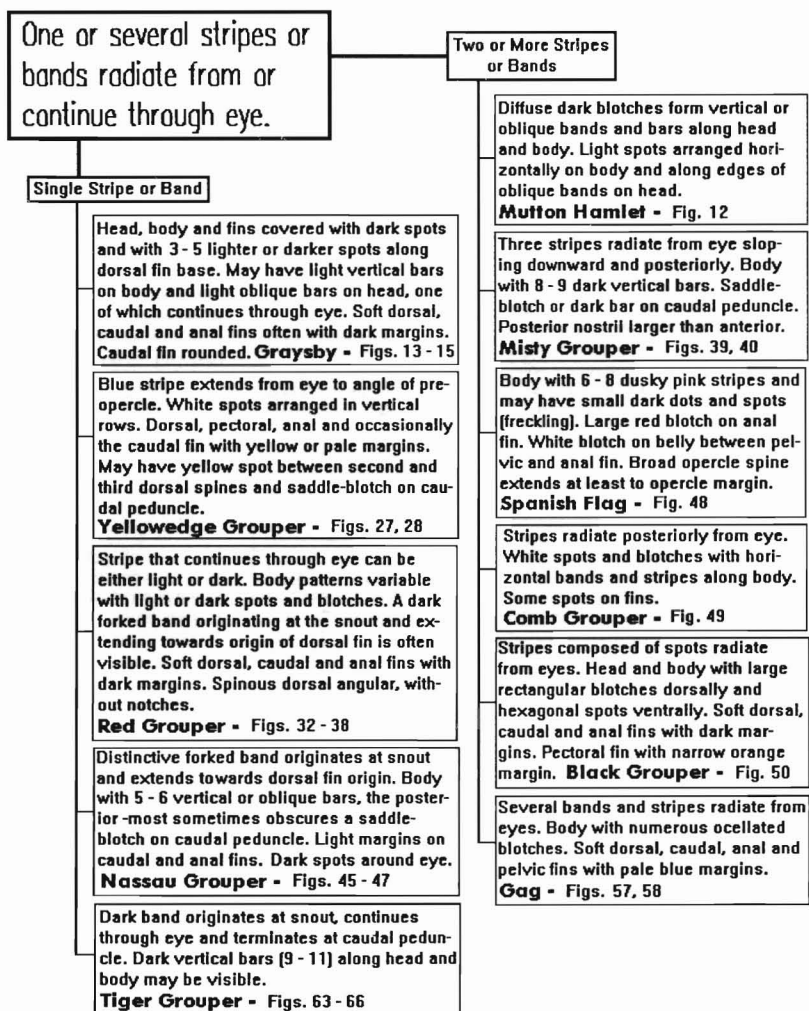 One or several stripes or
bands radiate from or
continue through eye.
Single Stripe or Band
Head, body and fins covered with dark spots
and with 3 - 5 lighter or darker spots along
dorsal fin base. May have light vertical bars
on body and light oblique bars on head, one
of which continues through eye. Soft dorsal,
caudal and anal fins often with dark margins.
Caudal fin rounded. Graysby - Figs. 13 - 15
Blue stripe extends from eye to angle of pre-
opercle. White spots arranged in vertical
rows. Dorsal, pectoral, anal and occasionally
the caudal fin with yellow or pale margins.
May have yellow spot between second and
third dorsal spines and saddle-blotch on cau-
dal peduncle.
Yellowedge Grouper - Figs. 27, 28
Stripe that continues through eye can be
either light or dark. Body patterns variable
with light or dark spots and blotches. A dark
forked band originating at the snout and ex-
tending towards origin of dorsal fin is often
visible. Soft dorsal, caudal and anal fins with
dark margins. Spinous dorsal angular, with-
out notches.
Red Grouper - Figs. 32 - 38
Distinctive forked band originates at snout
and extends towards dorsal fin origin. Body
with 5 - 6 vertical or oblique bars, the poster-
ior -most sometimes obscures a saddle-
blotch on caudal peduncle. Light margins on
caudal and anal fins. Dark spots around eye.
Nassau Grouper - Figs. 45 - 47
Dark band originates at snout, continues
through eye and terminates at caudal pedun-
cle. Dark vertical bars (9 - 11) along head and
body may be visible.
Tiger Grouper - Figs. 63 - 66
Two or More Stripes
or Bands
Diffuse dark blotches form vertical or
oblique bands and bars along head
and body. Light spots arranged hori-
zontally on body and along edges of
oblique bands on head.
Mutton Hamlet - Fig. 12
Three stripes radiate from eye slop-
ing downward and posteriorly. Body
with 8 - 9 dark vertical bars. Saddle-
blotch or dark bar on caudal peduncle.
Posterior nostril larger than anterior.
Misty Grouper - Figs. 39, 40
Body with 6 - 8 dusky pink stripes and
may have small dark dots and spots
(freckling). Large red blotch on anal
fin. White blotch on belly between pel-
vic and anal fin. Broad opercle spine
extends at least to opercle margin.
Spanish Flag - Fig. 48
Stripes radiate posteriorly from eye.
White spots and blotches with hori-
zontal bands and stripes along body.
Some spots on fins.
Comb Grouper - Fig. 49
Stripes composed of spots radiate
from eyes. Head and body with large
rectangular blotches dorsally and
hexagonal spots ventrally. Soft dorsal,
caudal and anal fins with dark mar-
gins. Pectoral fin with narrow orange
margin. Black Grouper - Fig. 50
Several bands and stripes radiate from
eyes. Body with numerous ocellated
blotches. Soft dorsal, caudal, anal and
pelvic fins with pale blue margins.
Gag - Figs. 57, 58